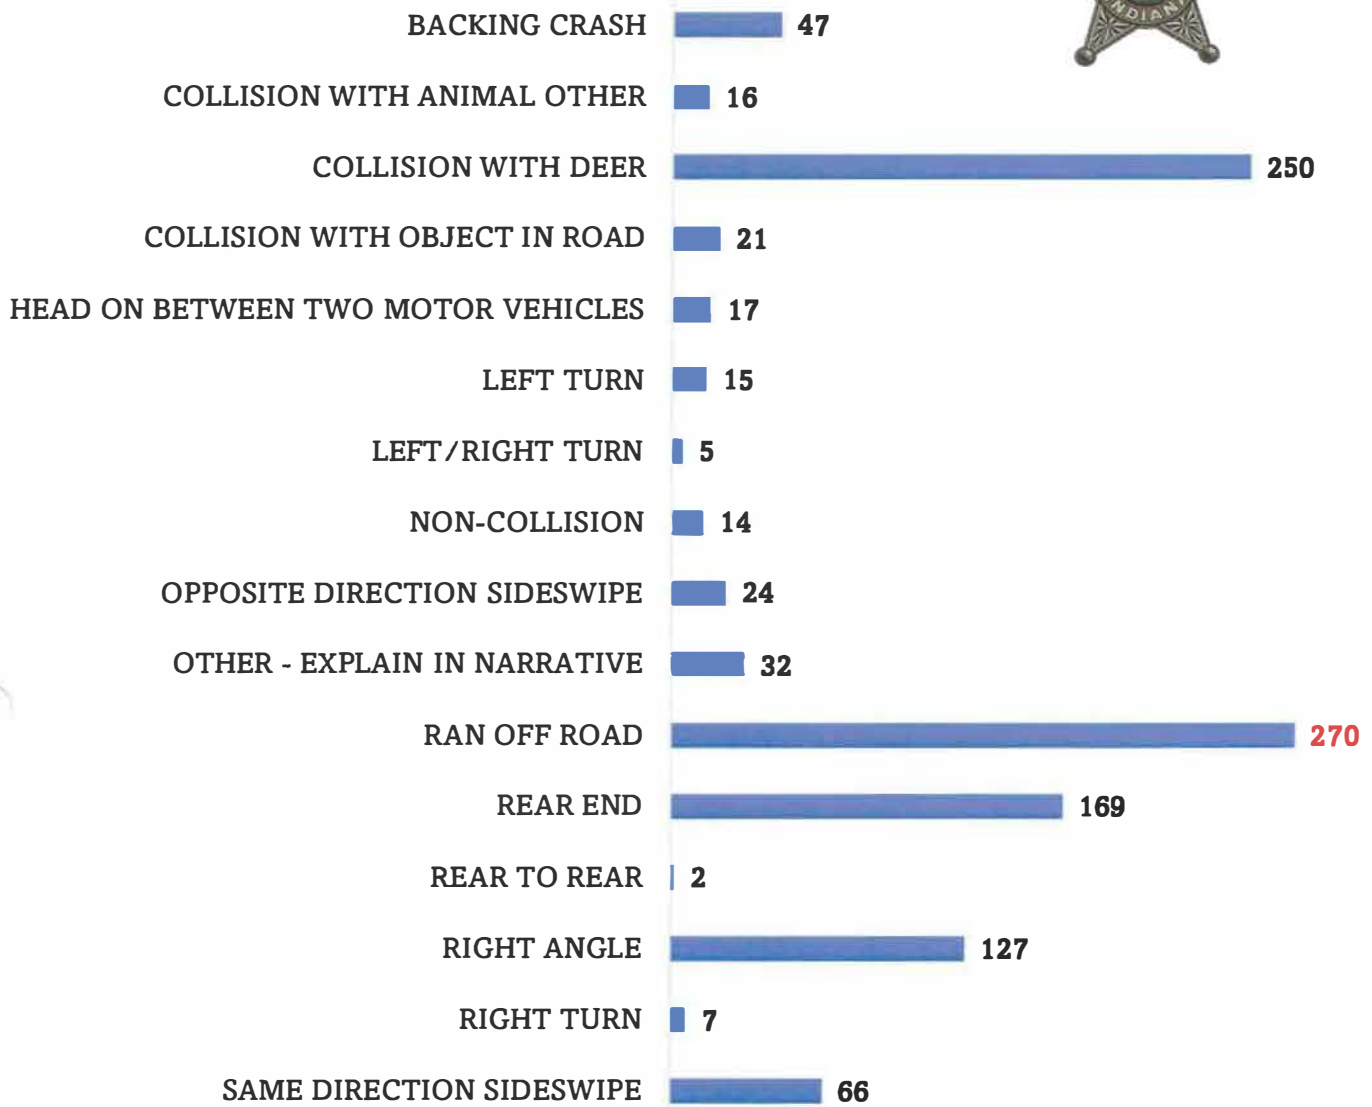 BACKING CRASH 47
COLLISION WITH ANIMAL OTHER 16
COLLISION WITH DEER 250
COLLISION WITH OBJECT IN ROAD 21
HEAD ON BETWEEN TWO MOTOR VEHICLES 17
LEFT TURN 15
LEFT/RIGHT TURN 5
NON-COLLISION 14
OPPOSITE DIRECTION SIDESWIPE 24
OTHER - EXPLAIN IN NARRATIVE 32
RAN OFF ROAD 270
REAR END 169
REAR TO REAR 2
RIGHT ANGLE 127
RIGHT TURN 7
SAME DIRECTION SIDESWIPE 66